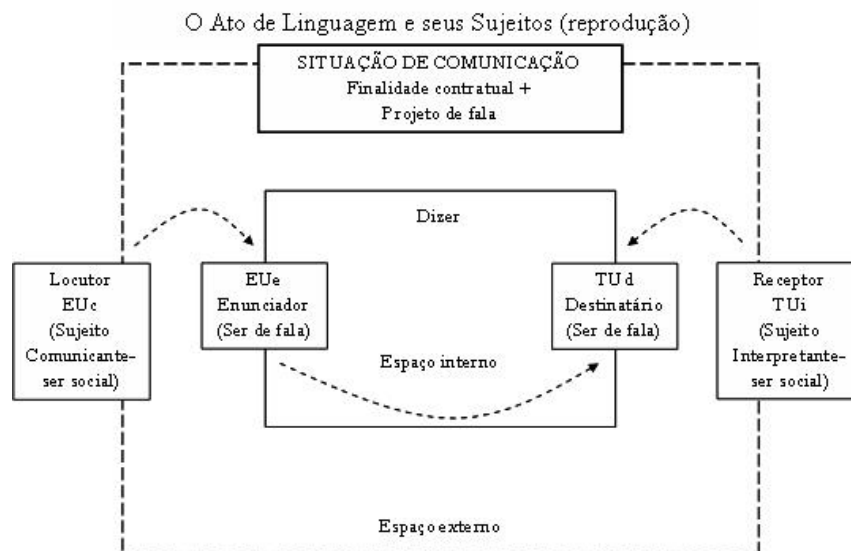 O Ato de Linguagem e seus Sujeitos (reprodução)
SITUAÇÃO DE COMUNICAÇÃO
Finalidade contratual +
Projeto de fala
Dizer
Locutor
EUc
(Sujeito
Comunicante-
ser social)
EUe
Enunciador
(Ser de fala)
TUd
Destinatário
(Ser de fala)
Receptor
TUi
(Sujeito
Interpretante-
ser social)
Espaço interno
Espaço externo